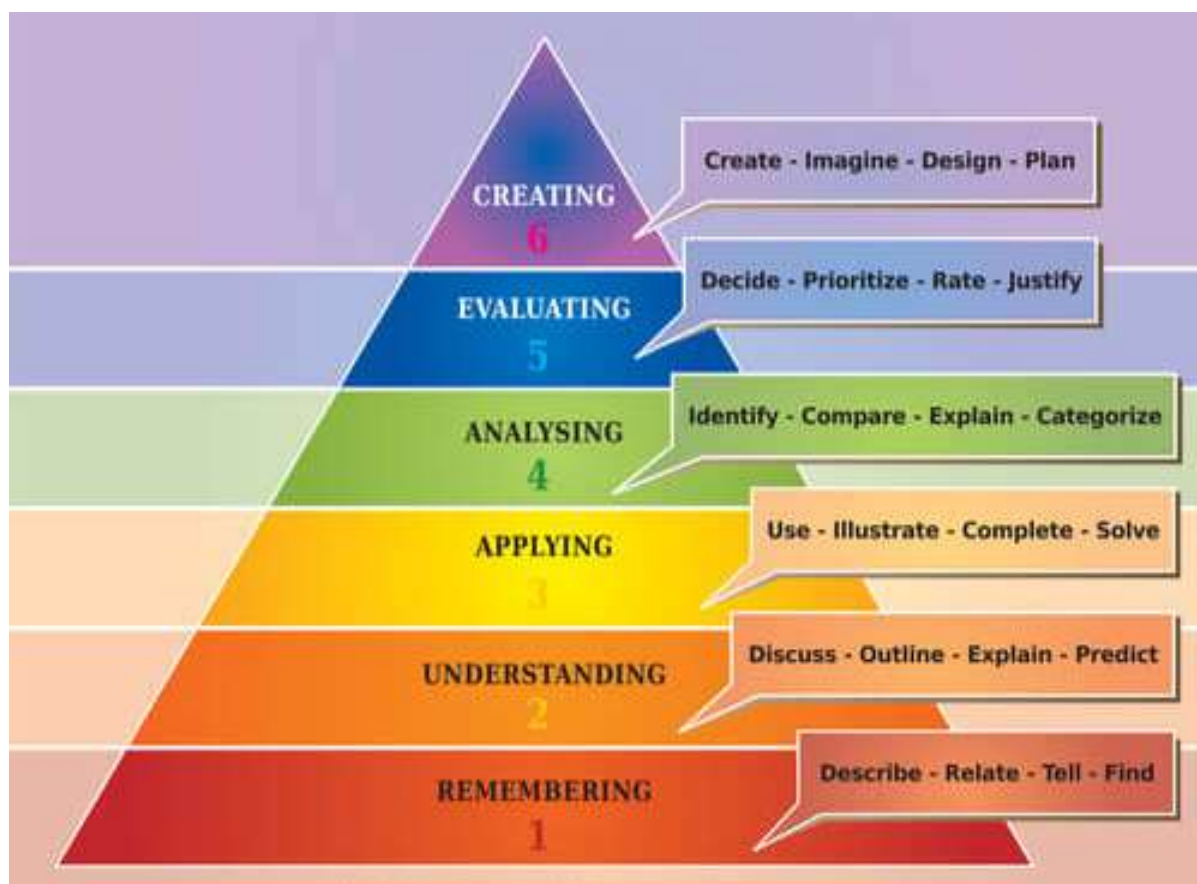 CREATING
6
Create - Imagine - Design - Plan
EVALUATING
5
Decide - Prioritize - Rate - Justify
ANALYSING
4
Identify - Compare - Explain - Categorize
APPLYING
3
Use - Illustrate - Complete - Solve
UNDERSTANDING
2
Discuss - Outline - Explain - Predict
REMEMBERING
1
Describe - Relate - Tell - Find